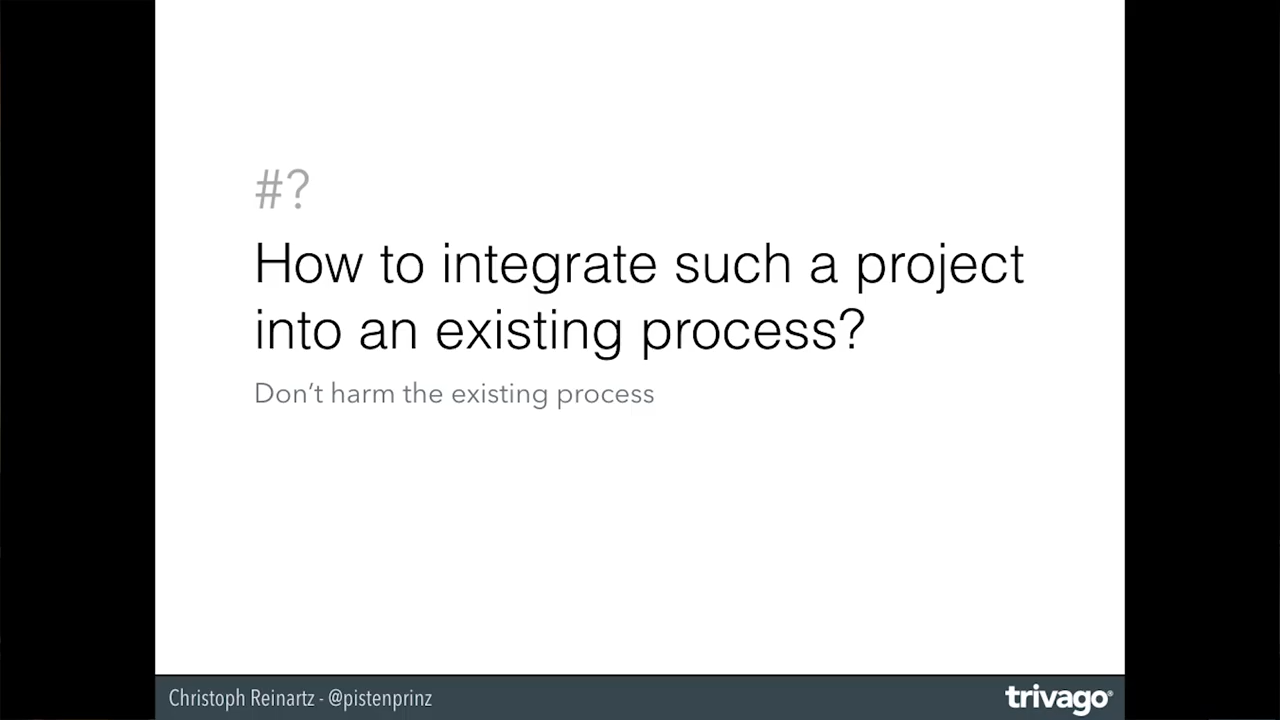 #?
How to integrate such a project
into an existing process?
Don’t harm the existing process
Christoph Reinartz - @pistenprinz
trivago®